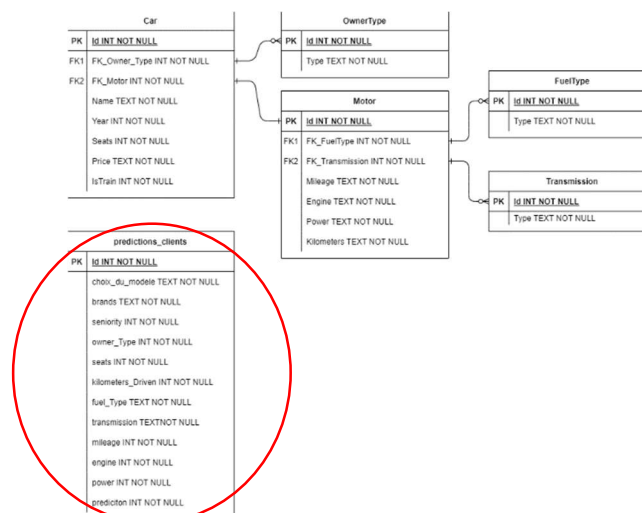 Car
PK Id INT NOT NULL
FK1 FK_Owner_Type INT NOT NULL
FK2 FK_Motor INT NOT NULL
Name TEXT NOT NULL
Year INT NOT NULL
Seats INT NOT NULL
Price TEXT NOT NULL
IsTrain INT NOT NULL
OwnerType
PK Id INT NOT NULL
Type TEXT NOT NULL
Motor
PK Id INT NOT NULL
FK1 FK_FuelType INT NOT NULL
FK2 FK_Transmission INT NOT NULL
Mileage TEXT NOT NULL
Engine TEXT NOT NULL
Power TEXT NOT NULL
Kilometers TEXT NOT NULL
FuelType
PK Id INT NOT NULL
Type TEXT NOT NULL
Transmission
PK Id INT NOT NULL
Type TEXT NOT NULL
predictions_clients
PK Id INT NOT NULL
choix_du_modele TEXT NOT NULL
brands TEXT NOT NULL
seniority INT NOT NULL
owner_Type INT NOT NULL
seats INT NOT NULL
kilometers_Driven INT NOT NULL
fuel_Type TEXT NOT NULL
transmission TEXTNOT NULL
mileage INT NOT NULL
engine INT NOT NULL
power INT NOT NULL
prediciton INT NOT NULL